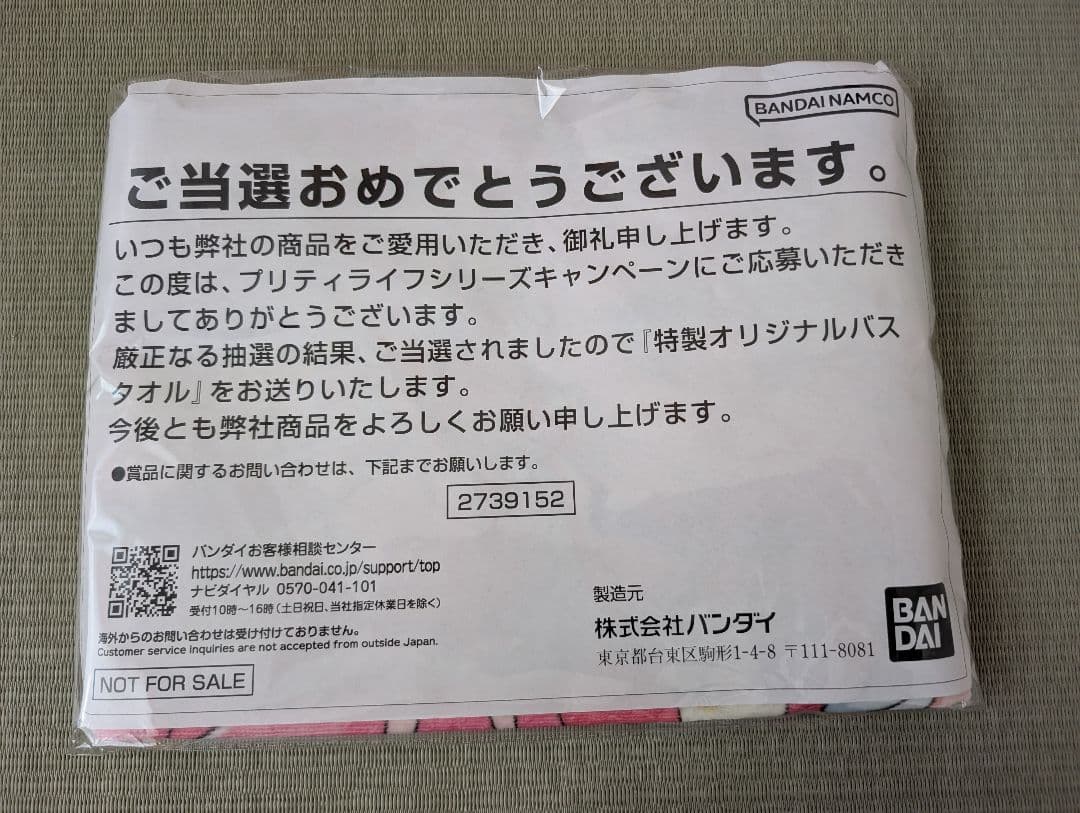 BANDAI NAMCO
ご当選おめでとうございます。
いつも弊社の商品をご愛用いただき、御礼申し上げます。
この度は、プリティライフシリーズキャンペーンにご応募いただき
ましてありがとうございます。
厳正なる抽選の結果、ご当選されましたので『特製オリジナルバス
タオル』をお送りいたします。
今後とも弊社商品をよろしくお願い申し上げます。
●賞品に関するお問い合わせは、下記までお願いします。
2739152
バンダイお客様相談センター
https://www.bandai.co.jp/support/top
ナビダイヤル 0570-041-101
受付10時～16時(土日祝日、当社指定休業日を除く)
海外からのお問い合わせは受け付けておりません。
Customer service inquiries are not accepted from outside Japan.
NOT FOR SALE
製造元
株式会社バンダイ
東京都台東区駒形1-4-8 〒111-8081
BAN
DAI